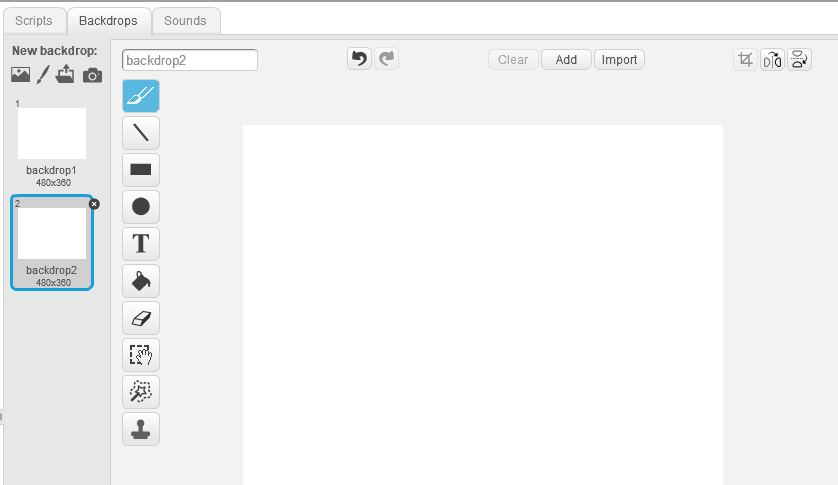 Scripts Backdrops Sounds
New backdrop:
backdrop2
Clear Add Import
1
backdrop1
480x360
2
backdrop2
480x360
T